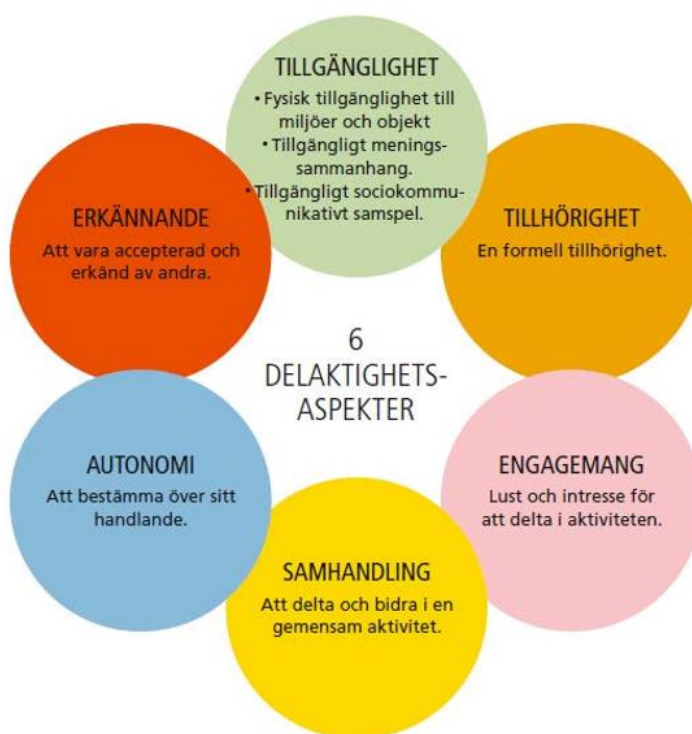 TILLGÄNGLIGHET
• Fysisk tillgänglighet till
miljöer och objekt
• Tillgängligt menings-
sammanhang.
• Tillgängligt sociokommu-
nikativt samspel.
ERKÄNNANDE
Att vara accepterad och
erkänd av andra.
TILLHÖRIGHET
En formell tillhörighet.
6
DELAKTIGHETS-
ASPEKTER
AUTONOMI
Att bestämma över sitt
handlande.
ENGAGEMANG
Lust och intresse för
att delta i aktiviteten.
SAMHANDLING
Att delta och bidra i en
gemensam aktivitet.